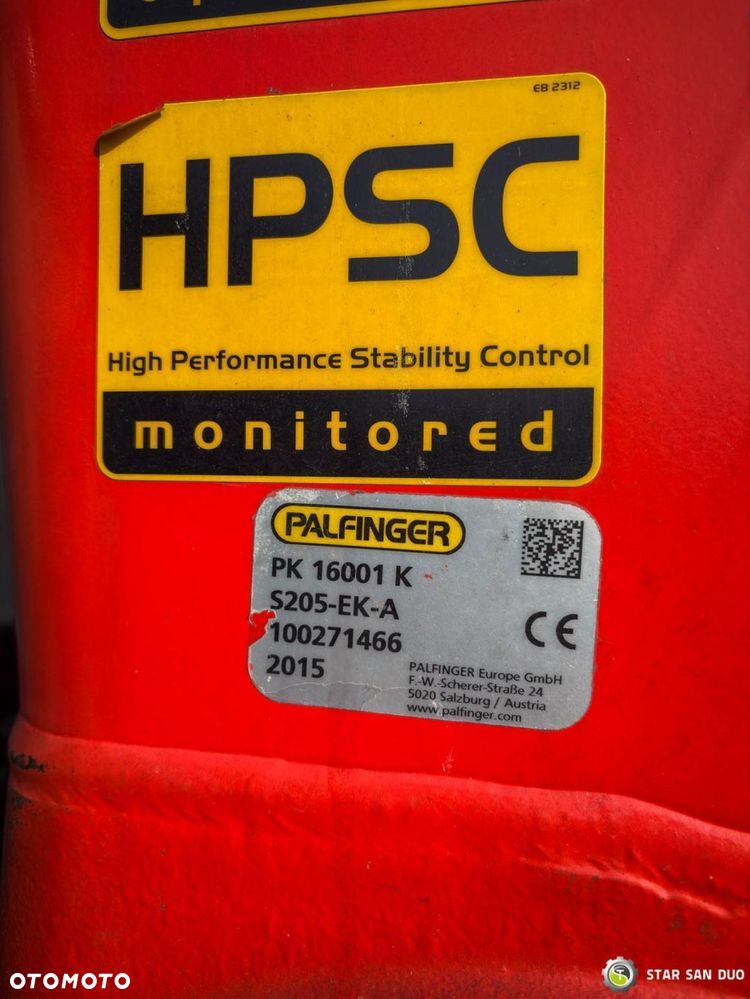 EB 2312
HPSC
High Performance Stability Control
monitored
PALFINGER
PK 16001 K
S205-EK-A
100271466
2015
PALFINGER Europe GmbH
F.-W.-Scherer-Straße 24
5020 Salzburg / Austria
www.palfinger.com
OTOMOTO
STAR SAN DUO